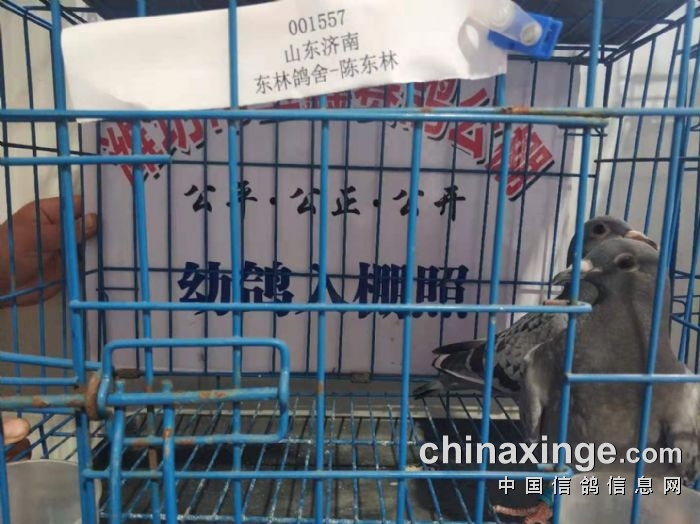 001557
山东济南
东林鸽舍-陈东林
公平·公正·公开
幼鸽入棚照
chinaxinge.com
中国信鸽信息网